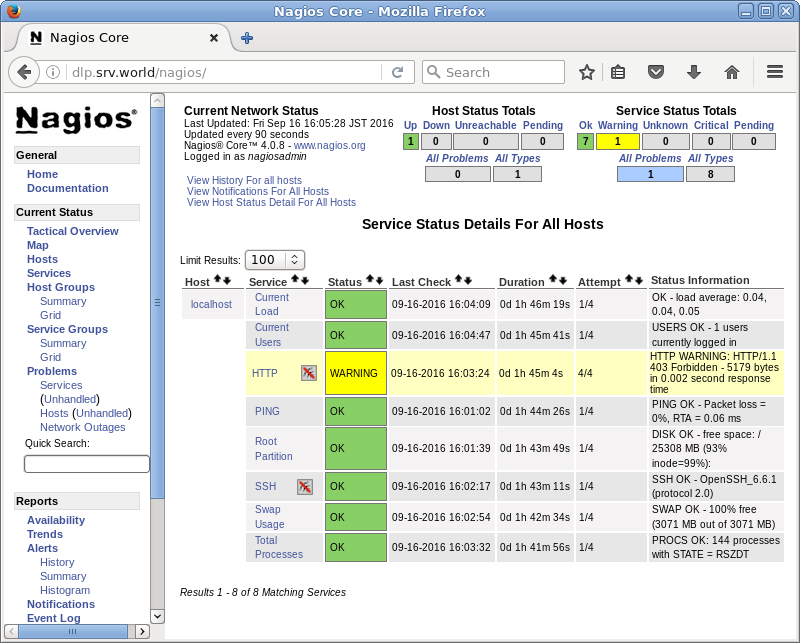 Nagios Core - Mozilla Firefox
N Nagios Core
dlp.srv.world/nagios/
Search
Nagios®
General
Home
Documentation
Current Status
Tactical Overview
Map
Hosts
Services
Host Groups
Summary
Grid
Service Groups
Summary
Grid
Problems
Services
(Unhandled)
Hosts (Unhandled)
Network Outages
Quick Search:
Reports
Availability
Trends
Alerts
History
Summary
Histogram
Notifications
Event Log
Current Network Status
Last Updated: Fri Sep 16 16:05:28 JST 2016
Updated every 90 seconds
Nagios® Core™ 4.0.8 - www.nagios.org
Logged in as nagiosadmin
View History For all hosts
View Notifications For All Hosts
View Host Status Detail For All Hosts
Host Status Totals
Up Down Unreachable Pending
1 0 0 0
All Problems All Types
0 1
Service Status Totals
Ok Warning Unknown Critical Pending
7 1 0 0 0
All Problems All Types
1 8
Service Status Details For All Hosts
Limit Results: 100
Host Service Status Last Check Duration Attempt Status Information
localhost Current Load OK 09-16-2016 16:04:09 0d 1h 46m 19s 1/4 OK - load average: 0.04, 0.04, 0.05
Current Users OK 09-16-2016 16:04:47 0d 1h 45m 41s 1/4 USERS OK - 1 users currently logged in
HTTP WARNING 09-16-2016 16:03:24 0d 1h 45m 4s 4/4 HTTP WARNING: HTTP/1.1 403 Forbidden - 5179 bytes in 0.002 second response time
PING OK 09-16-2016 16:01:02 0d 1h 44m 26s 1/4 PING OK - Packet loss = 0%, RTA = 0.06 ms
Root Partition OK 09-16-2016 16:01:39 0d 1h 43m 49s 1/4 DISK OK - free space: / 25308 MB (93% inode=99%):
SSH OK 09-16-2016 16:02:17 0d 1h 43m 11s 1/4 SSH OK - OpenSSH_6.6.1 (protocol 2.0)
Swap Usage OK 09-16-2016 16:02:54 0d 1h 42m 34s 1/4 SWAP OK - 100% free (3071 MB out of 3071 MB)
Total Processes OK 09-16-2016 16:03:32 0d 1h 41m 56s 1/4 PROCS OK: 144 processes with STATE = RSZDT
Results 1 - 8 of 8 Matching Services